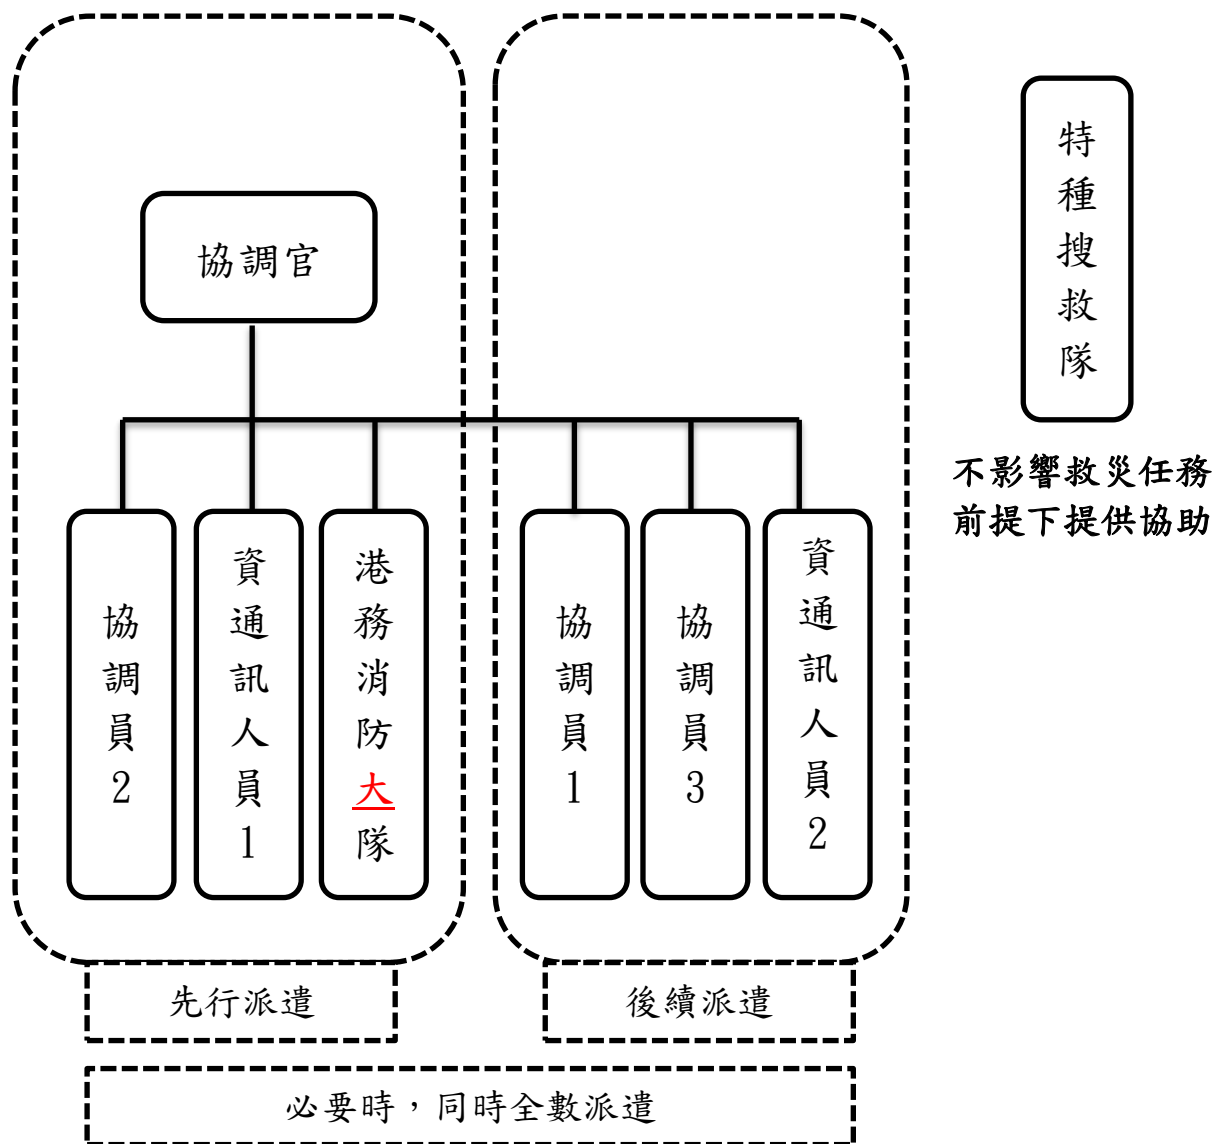 協調官
協調員2
資通訊人員1
港務消防大隊
協調員1
協調員3
資通訊人員2
特種搜救隊
不影響救災任務
前提下提供協助
先行派遣
後續派遣
必要時，同時全數派遣